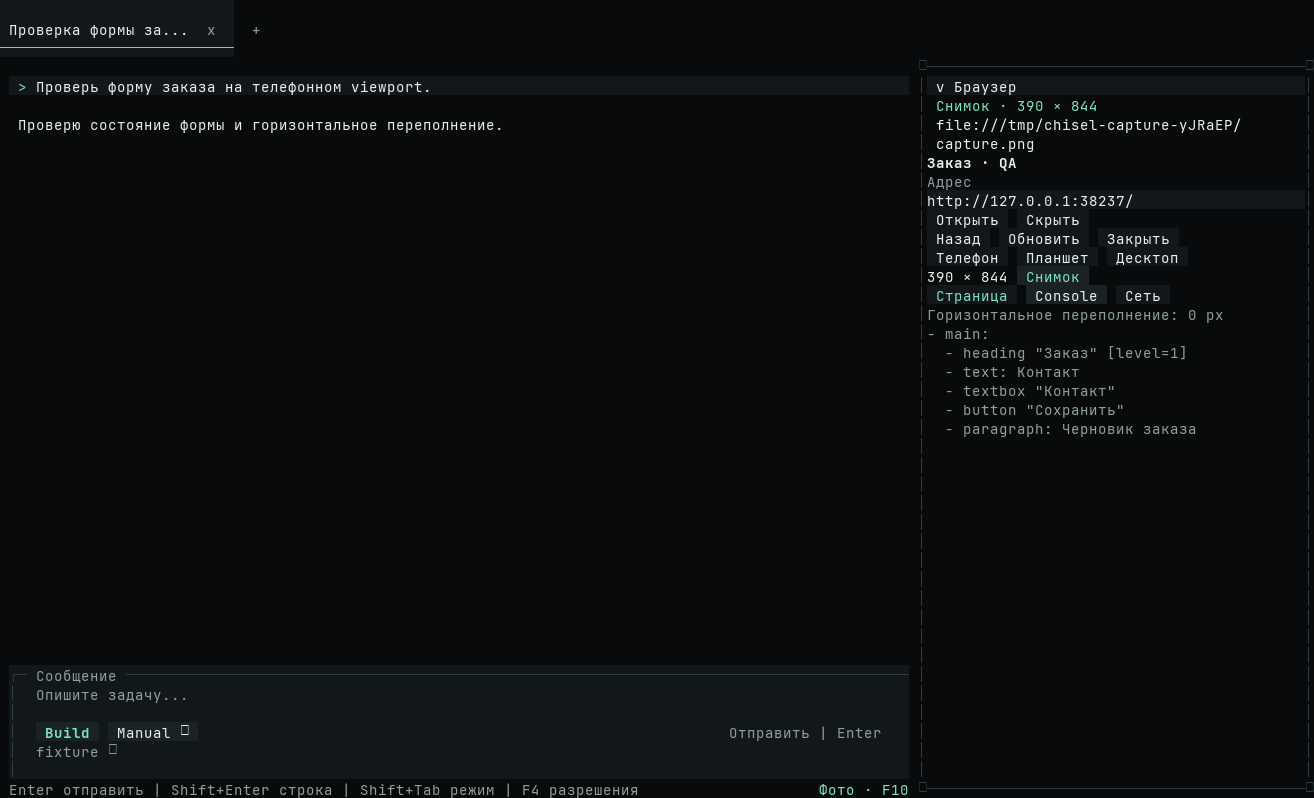 Проверка формы за... x +
> Проверь форму заказа на телефонном viewport.
Проверю состояние формы и горизонтальное переполнение.
v Браузер
Снимок · 390 × 844
file:///tmp/chisel-capture-yJRaEP/
capture.png
Заказ · QA
Адрес
http://127.0.0.1:38237/
Открыть Скрыть
Назад Обновить Закрыть
Телефон Планшет Десктоп
390 × 844 Снимок
Страница Console Сеть
Горизонтальное переполнение: 0 px
- main:
- heading "Заказ" [level=1]
- text: Контакт
- textbox "Контакт"
- button "Сохранить"
- paragraph: Черновик заказа
Сообщение
Опишите задачу...
Build Manual Отправить | Enter
fixture
Enter отправить | Shift+Enter строка | Shift+Tab режим | F4 разрешения Фото · F10